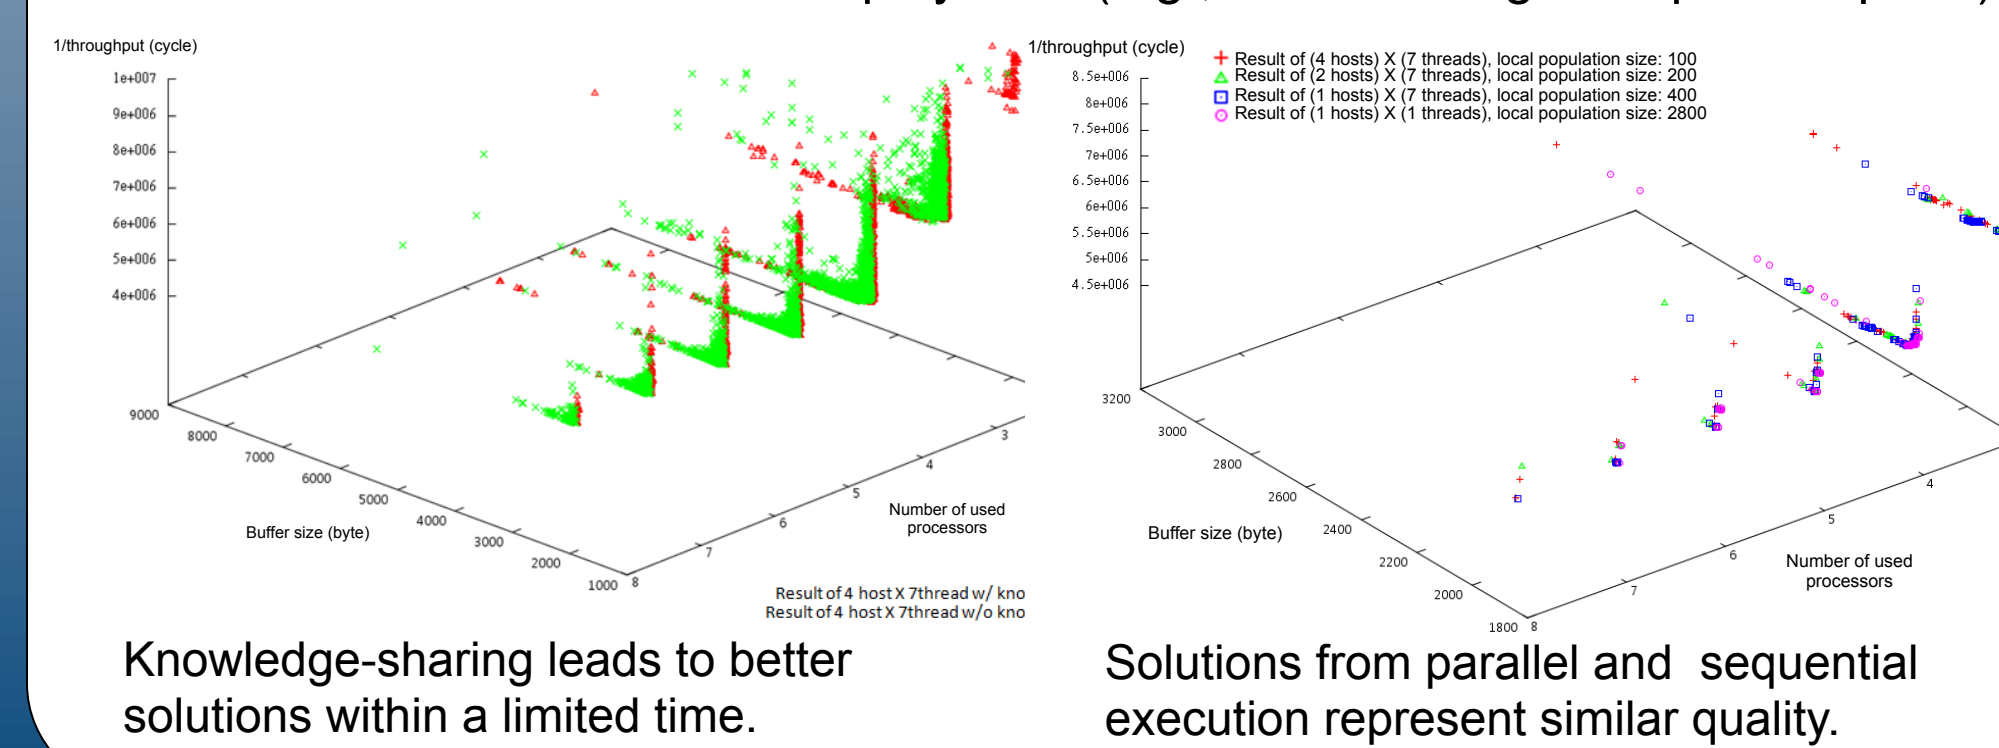 1/throughput (cycle)
1e+007
9e+006
8e+006
7e+006
6e+006
5e+006
4e+006
9000
8000
7000
6000
5000
4000
3000
2000
1000
8
7
6
5
4
3
Buffer size (byte)
Number of used
processors
Result of 4 host X 7thread w/ kno
Result of 4 host X 7thread w/o kno
Knowledge-sharing leads to better
solutions within a limited time.
1/throughput (cycle)
Result of (4 hosts) X (7 threads), local population size: 100
Result of (2 hosts) X (7 threads), local population size: 200
Result of (1 hosts) X (7 threads), local population size: 400
Result of (1 hosts) X (1 threads), local population size: 2800
8.5e+006
8e+006
7.5e+006
7e+006
6.5e+006
6e+006
5.5e+006
5e+006
4.5e+006
3200
3000
2800
2600
2400
2200
2000
1800
8
7
6
5
4
Buffer size (byte)
Number of used
processors
Solutions from parallel and sequential
execution represent similar quality.